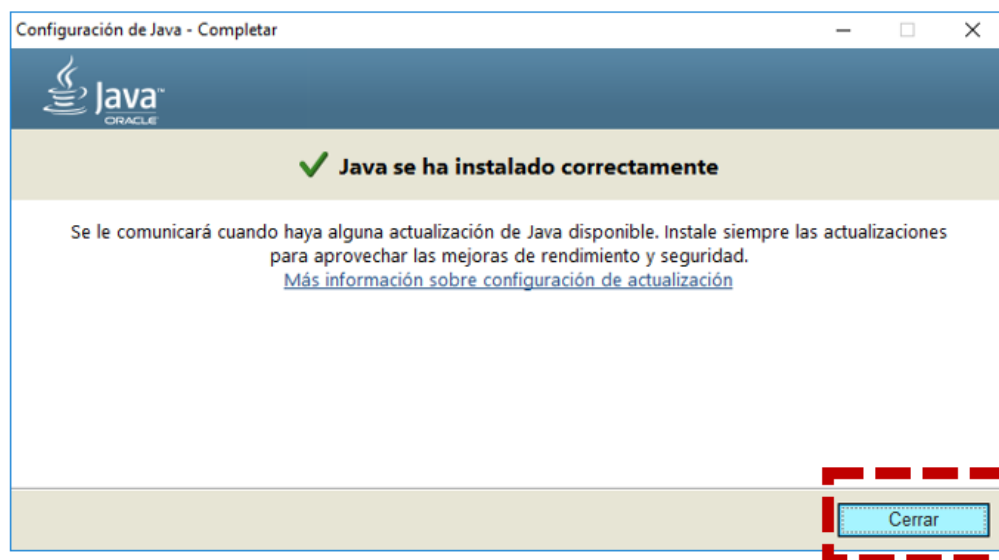 Configuración de Java - Completar
Java™
ORACLE
Java se ha instalado correctamente
Se le comunicará cuando haya alguna actualización de Java disponible. Instale siempre las actualizaciones
para aprovechar las mejoras de rendimiento y seguridad.
Más información sobre configuración de actualización
Cerrar